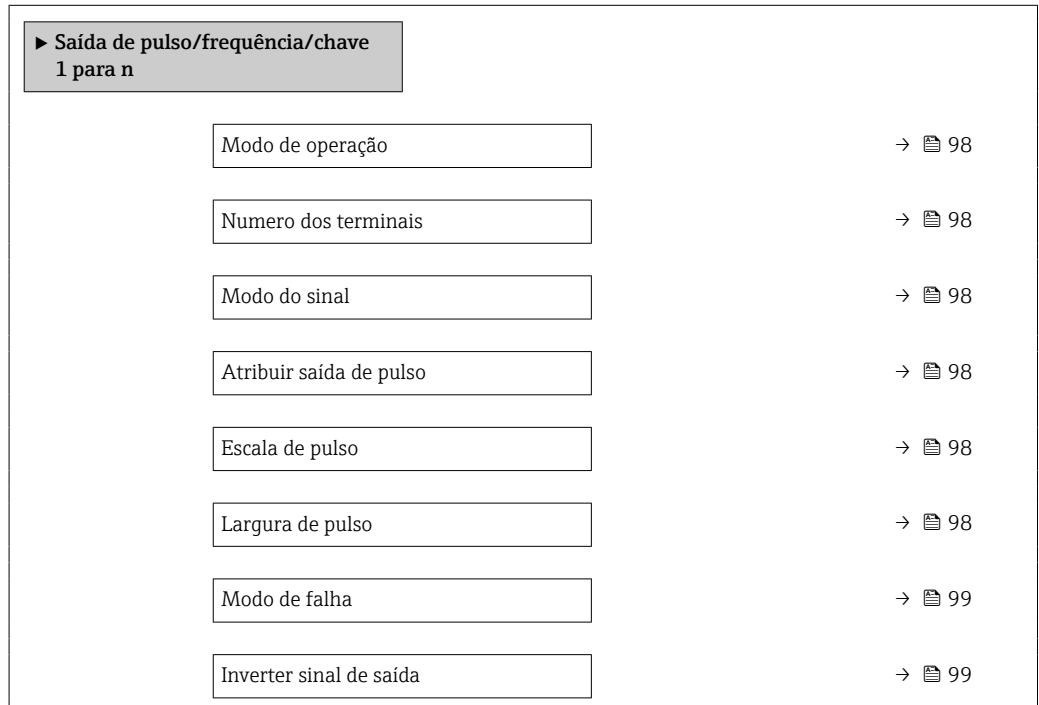 ▶ Saída de pulso/frequência/chave
1 para n
Modo de operação → 98
Numero dos terminais → 98
Modo do sinal → 98
Atribuir saída de pulso → 98
Escala de pulso → 98
Largura de pulso → 98
Modo de falha → 99
Inverter sinal de saída → 99